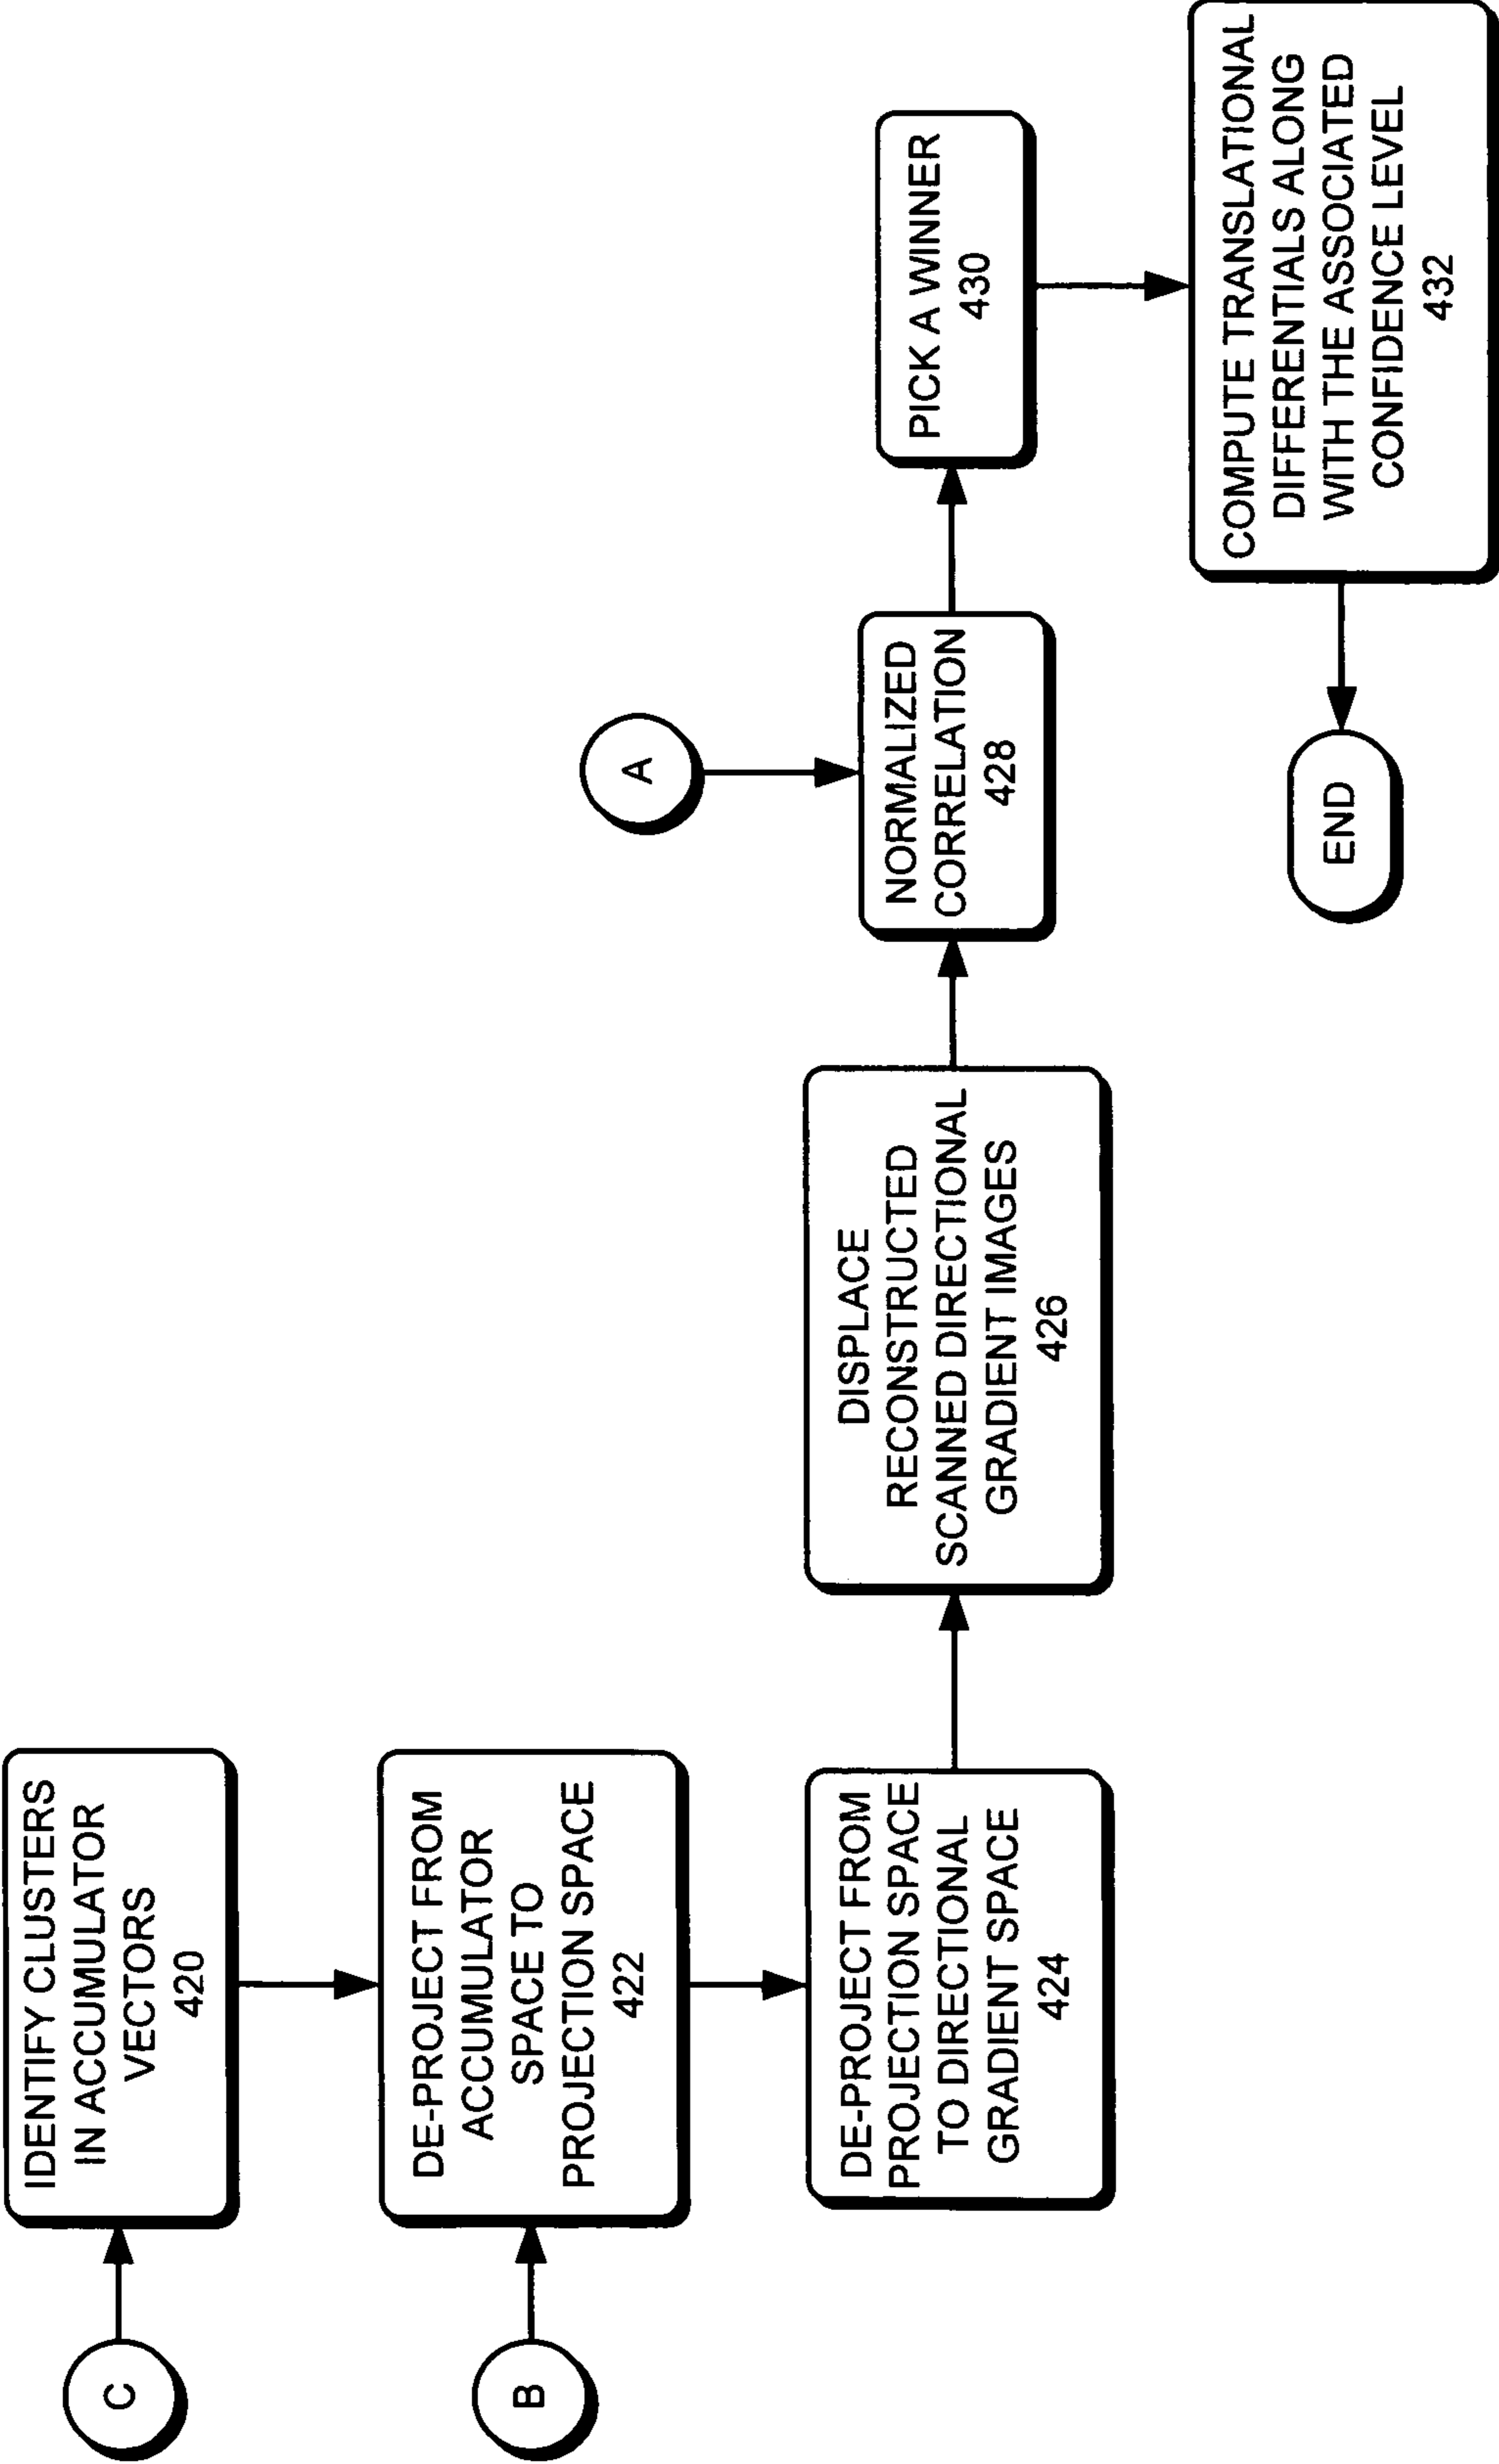 C
IDENTIFY CLUSTERS
IN ACCUMULATOR
VECTORS
420
B
DE-PROJECT FROM
ACCUMULATOR
SPACE TO
PROJECTION SPACE
422
DE-PROJECT FROM
PROJECTION SPACE
TO DIRECTIONAL
GRADIENT SPACE
424
DISPLACE
RECONSTRUCTED
SCANNED DIRECTIONAL
GRADIENT IMAGES
426
A
NORMALIZED
CORRELATION
428
PICK A WINNER
430
COMPUTE TRANSLATIONAL
DIFFERENTIALS ALONG
WITH THE ASSOCIATED
CONFIDENCE LEVEL
432
END